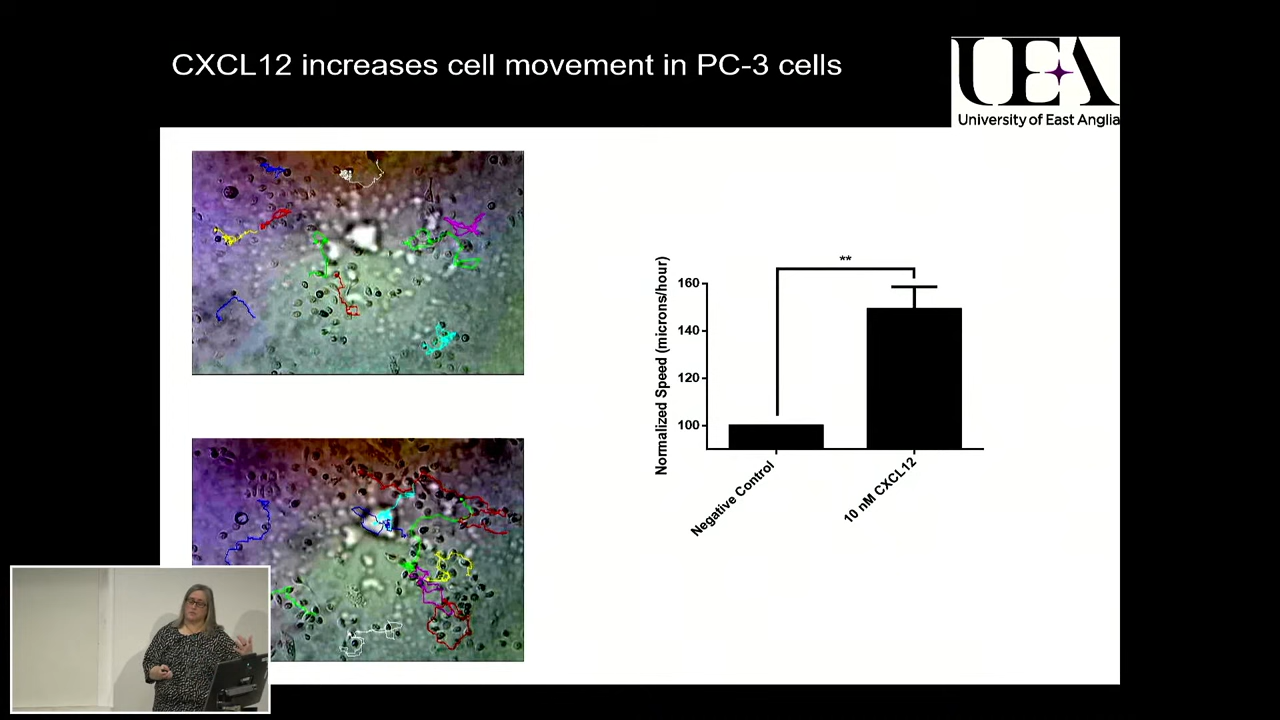 CXCL12 increases cell movement in PC-3 cells
UEA
University of East Anglia
**
Normalized Speed (microns/hour)
160
140
120
100
Negative Control
10 nM CXCL12